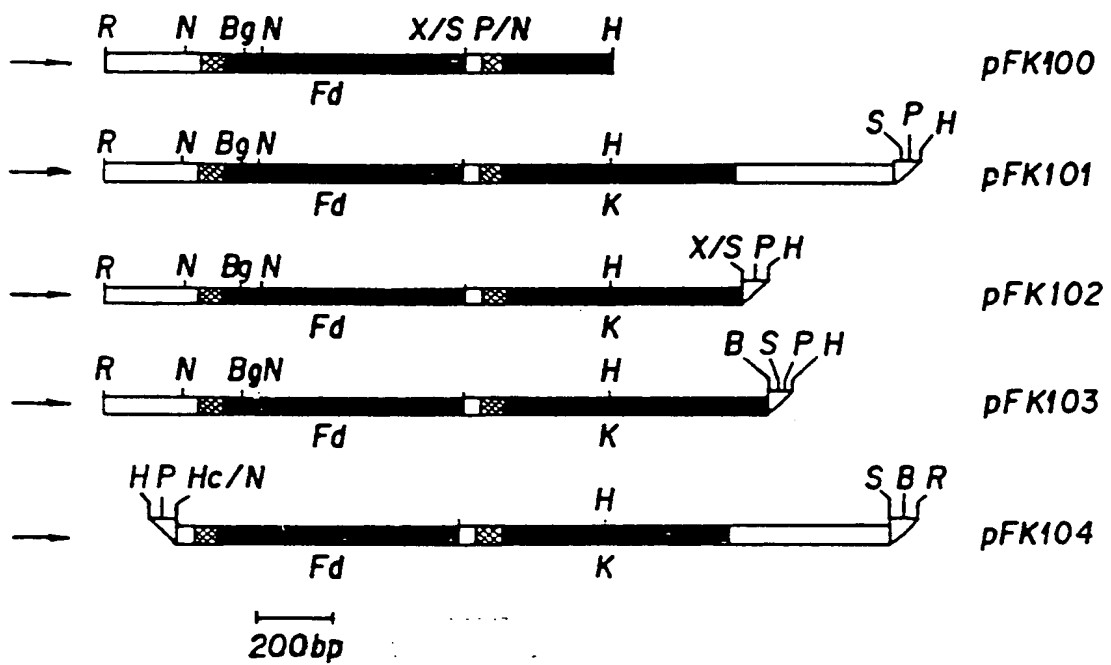 R N Bg N X/S P/N H
pFK100
Fd
R N Bg N H S P H
pFK101
Fd K
R N Bg N H X/S P H
pFK102
Fd K
R N BgN H B S P H
pFK103
Fd K
H P Hc/N H S B R
pFK104
Fd K
200bp